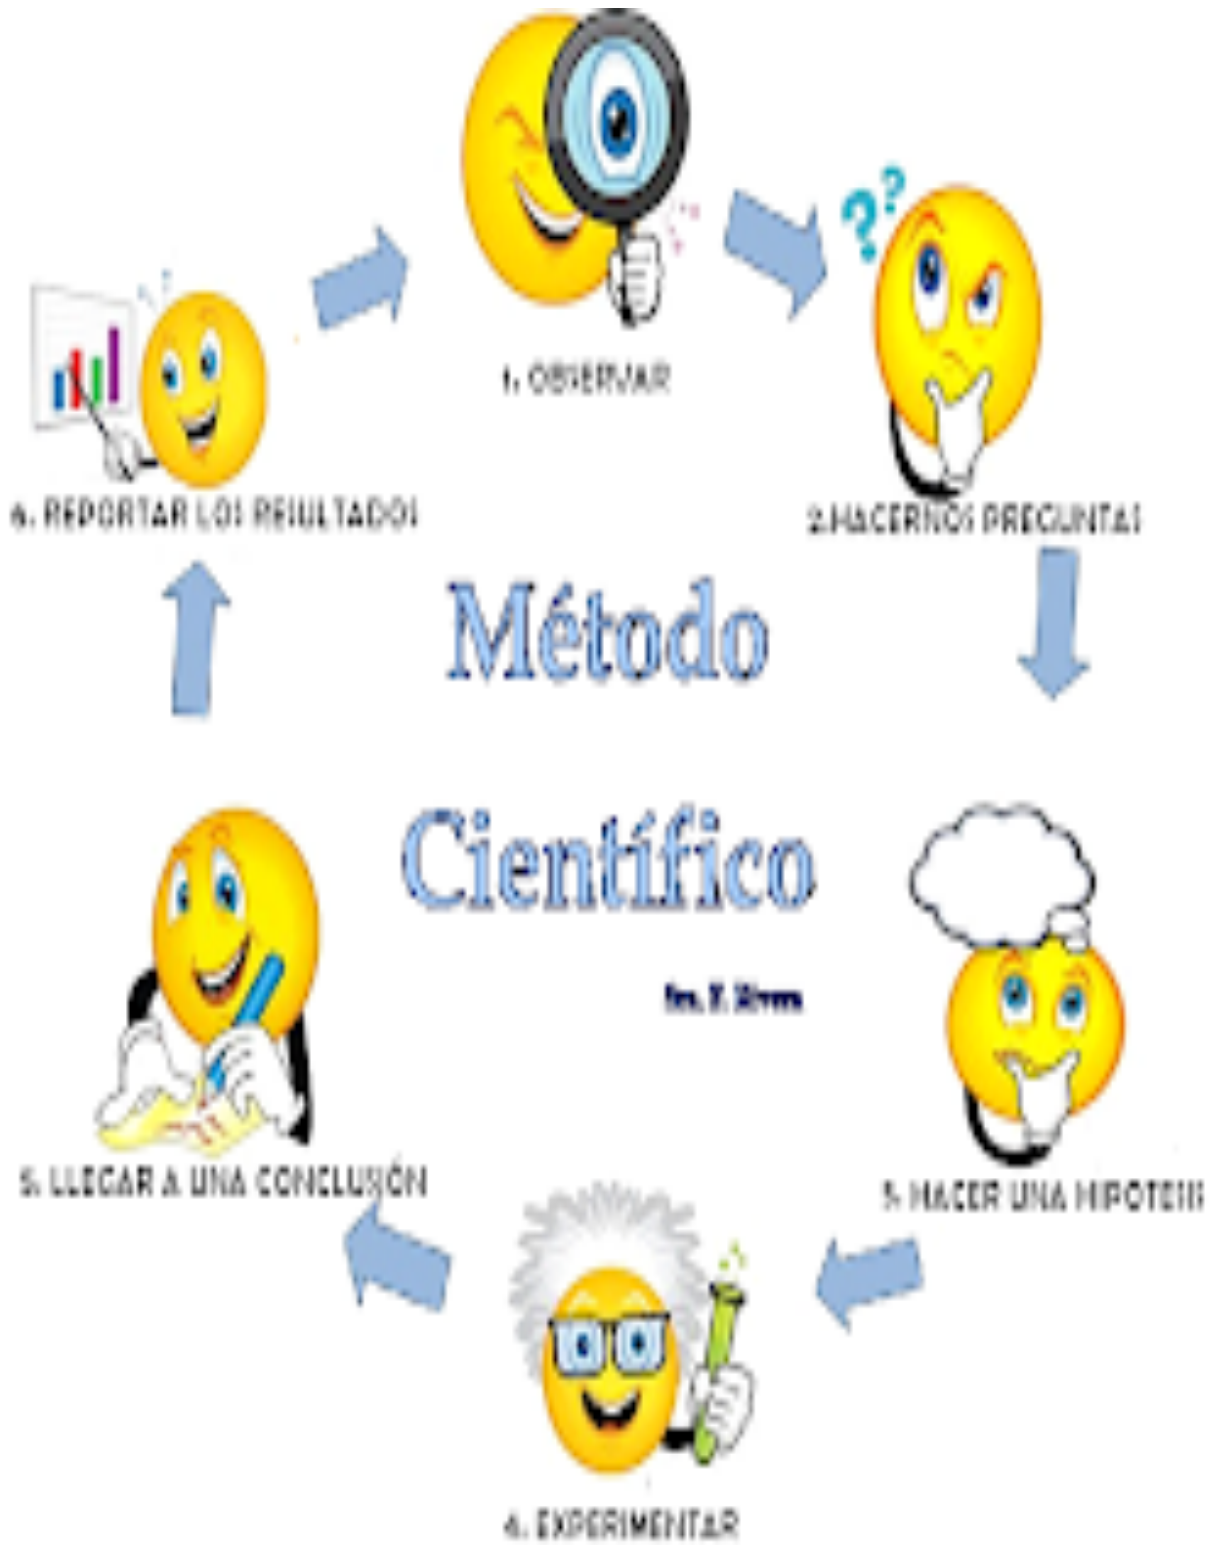 1. OBSERVAR
2.HACERNOS PREGUNTAS
3. HACER UNA HIPOTESIS
4. EXPERIMENTAR
5. LLEGAR A UNA CONCLUSIÓN
6. REPORTAR LOS RESULTADOS
Método
Científico